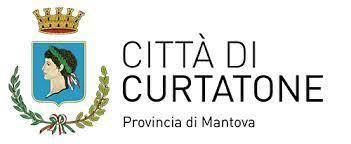 CITTÀ DI
CURTATONE
Provincia di Mantova